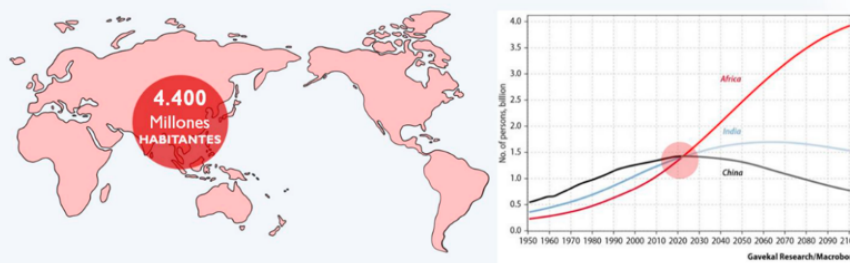 4.400
Millones
HABITANTES
No. of persons, billion
4.0
3.5
3.0
2.5
2.0
1.5
1.0
0.5
0.0
Africa
India
China
1950 1960 1970 1980 1990 2000 2010 2020 2030 2040 2050 2060 2070 2080 2090
Gavekal Research/